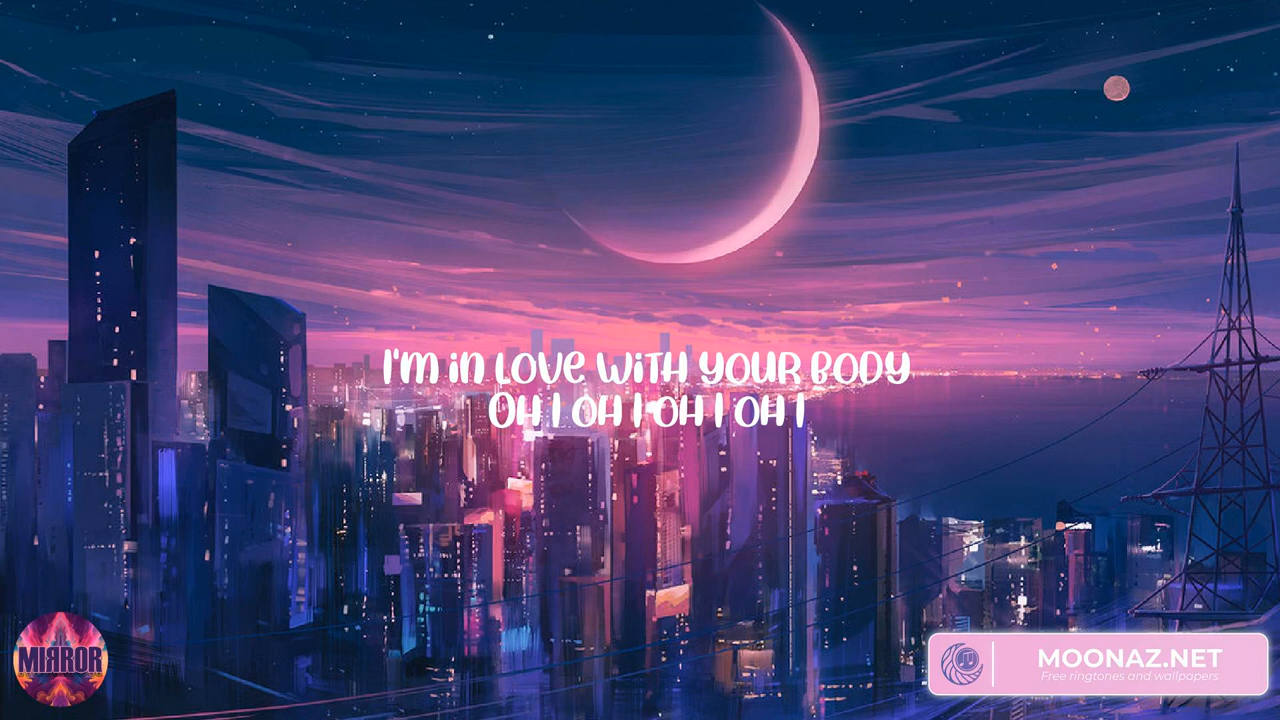 I'm in love with your body
Oh I oh I oh I oh I
MIRROR
MOONAZ.NET
Free ringtones and wallpapers